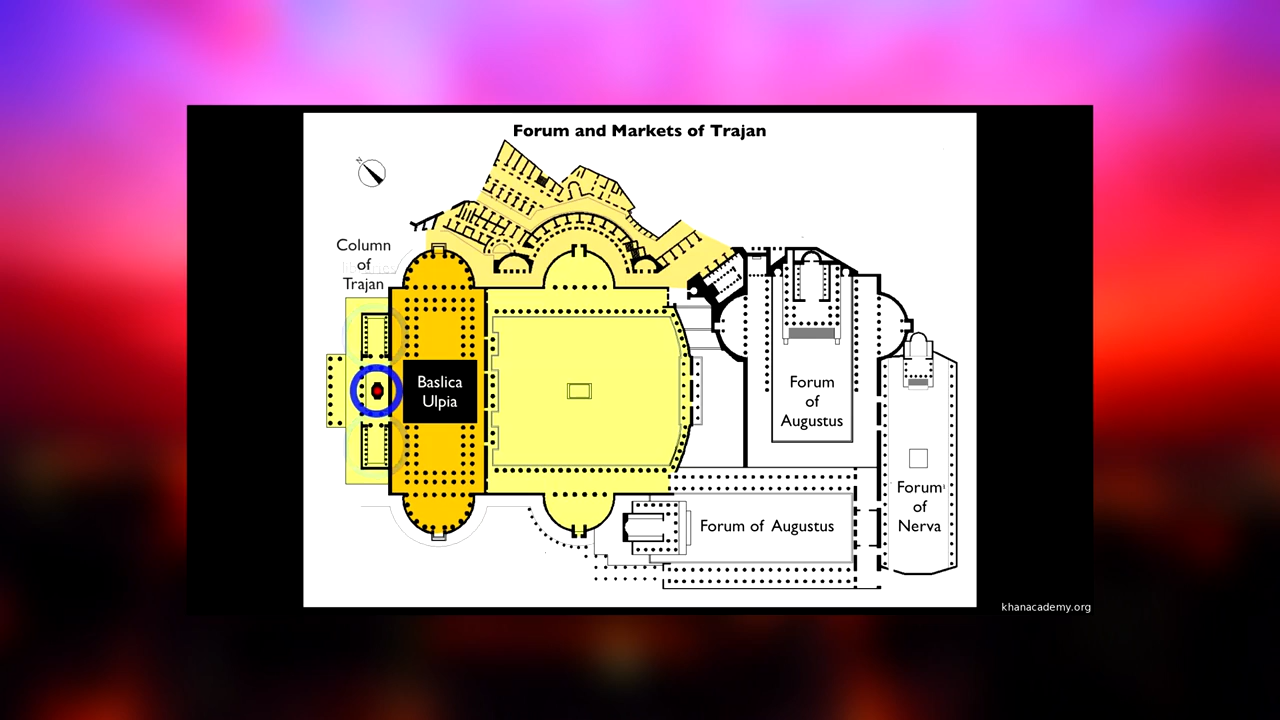 Forum and Markets of Trajan
N
Column
of
Trajan
Baslica
Ulpia
Forum
of
Augustus
Forum of Augustus
Forum
of
Nerva
khanacademy.org